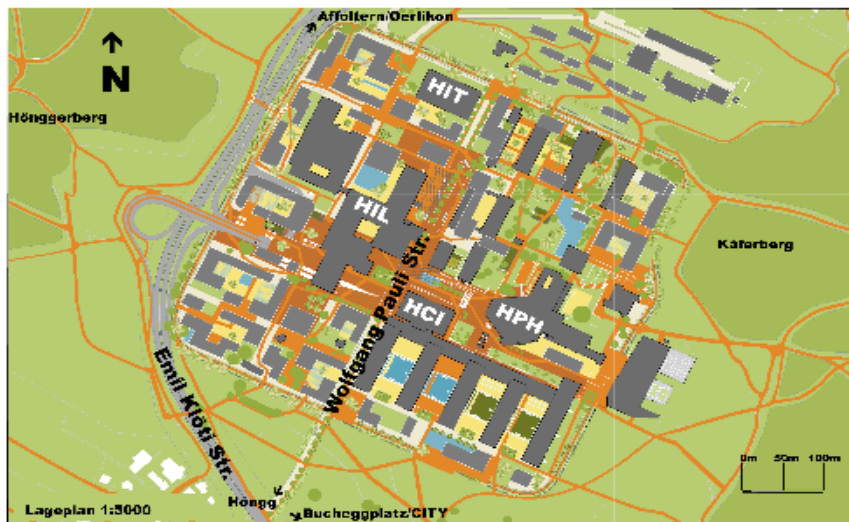 Affoltern/Oerlikon
N
HIT
Hönggerberg
HIL
Käfarberg
Wolfgang Pauli Str.
HCI
HPH
Emil Klöti Str.
0m 50m 100m
Höngg
Lageplan 1:5000
Bucheggplatz/CITY